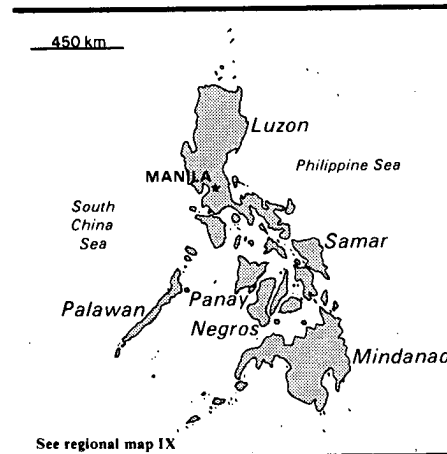 450 km
Luzon
Philippine Sea
MANILA
South
China
Sea
Samar
Palawan
Panay
Negros
Mindanao
See regional map IX